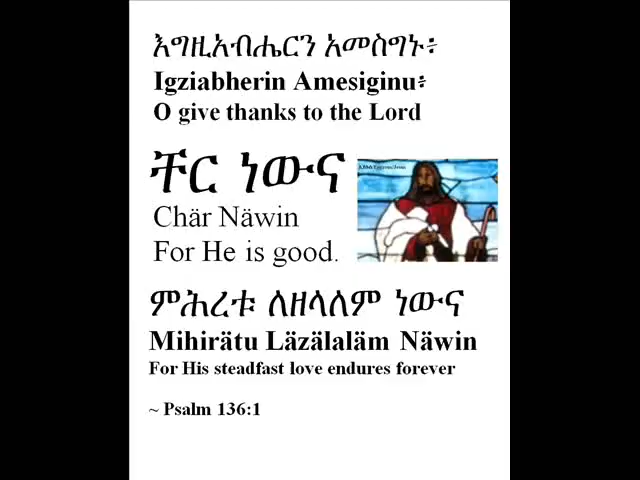 እግዚአብሔርን አመስግኑ፥
Igziabherin Amesiginu፥
O give thanks to the Lord
ቸር ነውና
Chär Näwin
For He is good.
ምሕረቱ ለዘላለም ነውና
Mihirätu Läzälaläm Näwin
For His steadfast love endures forever
~ Psalm 136:1